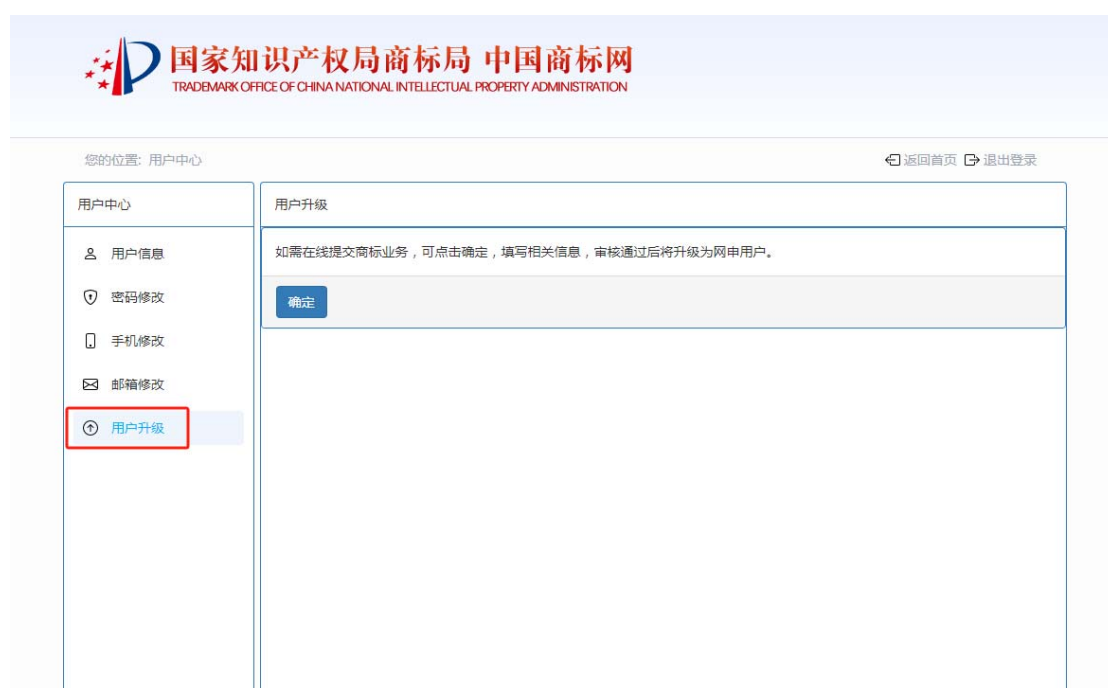 国家知识产权局商标局 中国商标网
TRADEMARK OFFICE OF CHINA NATIONAL INTELLECTUAL PROPERTY ADMINISTRATION
您的位置: 用户中心
返回首页 退出登录
用户中心
用户信息
密码修改
手机修改
邮箱修改
用户升级
用户升级
如需在线提交商标业务，可点击确定，填写相关信息，审核通过后将升级为网申用户。
确定